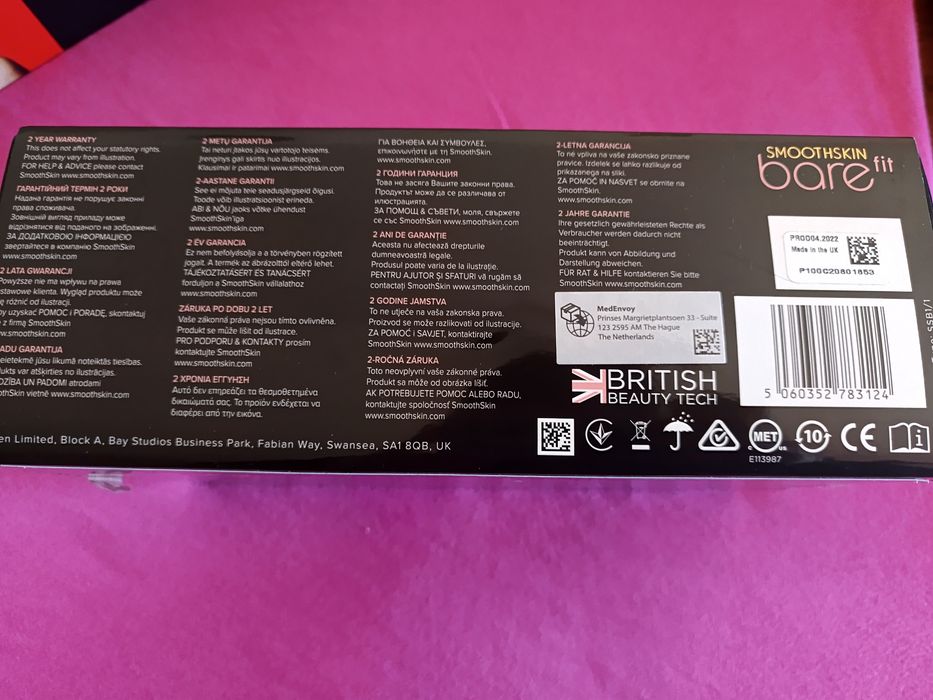 2 YEAR WARRANTY
This does not affect your statutory rights.
Product may vary from illustration.
FOR HELP & ADVICE please contact
SmoothSkin www.smoothskin.com
ГАРАНТІЙНИЙ ТЕРМІН 2 РОКИ
Надана гарантія не порушує законні
права споживача.
Зовнішній вигляд приладу може
відрізнятися від поданого на зображенні.
ЗА ДОДАТКОВОЮ ІНФОРМАЦІЄЮ
звертайтеся в компанію SmoothSkin
www.smoothskin.com
2 LATA GWARANCJI
Powyższe nie ma wpływu na prawa
stawowe klienta. Wygląd produktu może
ę różnić od ilustracji.
by uzyskać POMOC i PORADĘ, skontaktuj
z firmą SmoothSkin
www.smoothskin.com
ADU GARANTIJA
eietekmē jūsu likumā noteiktās tiesības.
dukts var atšķirties no ilustrācijas.
DZĪBA UN PADOMI atrodami
othSkin vietnē www.smoothskin.com
2 METŲ GARANTIJA
Tai neturi įtakos jūsų vartotojo teisėms.
Įrenginys gali skirtis nuo iliustracijos.
Klausimai ir patarimai www.smoothskin.com
2-AASTANE GARANTII
See ei mõjuta teie seadusjärgseid õigusi.
Toode võib illustratsioonist erineda.
ABI & NÕU jaoks võtke ühendust
SmoothSkin'iga
www.smoothskin.com
2 ÉV GARANCIA
Ez nem befolyásolja a törvényben rögzített
jogait. A termék az ábrázolttól eltérő lehet.
TÁJÉKOZTATÁSÉRT ÉS TANÁCSÉRT
forduljon a SmoothSkin vállalathoz
www.smoothskin.com
ZÁRUKA PO DOBU 2 LET
Vaše zákonná práva nejsou tímto ovlivněna.
Produkt se může lišit od ilustrace.
PRO PODPORU & KONTAKTY prosím
kontaktujte SmoothSkin
www.smoothskin.com
2 ΧΡΟΝΙΑ ΕΓΓΥΗΣΗ
Αυτό δεν επηρεάζει τα θεσμοθετημένα
δικαιώματά σας. Το προϊόν ενδέχεται να
διαφέρει από την εικόνα.
ΓΙΑ ΒΟΗΘΕΙΑ ΚΑΙ ΣΥΜΒΟΥΛΕΣ,
επικοινωνήστε με τη SmoothSkin.
www.smoothskin.com
2 ГОДИНИ ГАРАНЦИЯ
Това не засяга Вашите законни права.
Продуктът може да се различава от
илюстрацията.
ЗА ПОМОЩ & СЪВЕТИ, моля, свържете
се със SmoothSkin www.smoothskin.com
2 ANI DE GARANȚIE
Aceasta nu afectează drepturile
dumneavoastră legale.
Produsul poate varia de la ilustrație.
PENTRU AJUTOR ȘI SFATURI vă rugăm să
contactați SmoothSkin www.smoothskin.com
2 GODINE JAMSTVA
To ne utječe na vaša zakonska prava.
Proizvod se može razlikovati od ilustracije.
ZA POMOĆ i SAVJET, kontaktirajte
SmoothSkin www.smoothskin.com
2-ROČNÁ ZÁRUKA
Toto neovplyvní vaše zákonné práva.
Produkt sa môže od obrázka líšiť.
AK POTREBUJETE POMOC ALEBO RADU,
kontaktujte spoločnosť SmoothSkin
www.smoothskin.com
2-LETNA GARANCIJA
To ne vpliva na vaše zakonsko priznane
pravice. Izdelek se lahko razlikuje od
prikazanega na sliki.
ZA POMOČ IN NASVET se obrnite na
SmoothSkin.
www.smoothskin.com
2 JAHRE GARANTIE
Ihre gesetzlich gewährleisteten Rechte als
Verbraucher werden dadurch nicht
beeinträchtigt.
Produkt kann von Abbildung und
Darstellung abweichen.
FÜR RAT & HILFE kontaktieren Sie bitte
SmoothSkin www.smoothskin.com
MedEnvoy
Prinses Margrietplantsoen 33 - Suite
123 2595 AM The Hague
The Netherlands
BRITISH
BEAUTY TECH
SMOOTHSKIN
bare fit
PROD04.2022
Made in the UK
P100C20801653
5 060352 783124
en Limited, Block A, Bay Studios Business Park, Fabian Way, Swansea, SA1 8QB, UK
c MET
E113987
10
CE
i